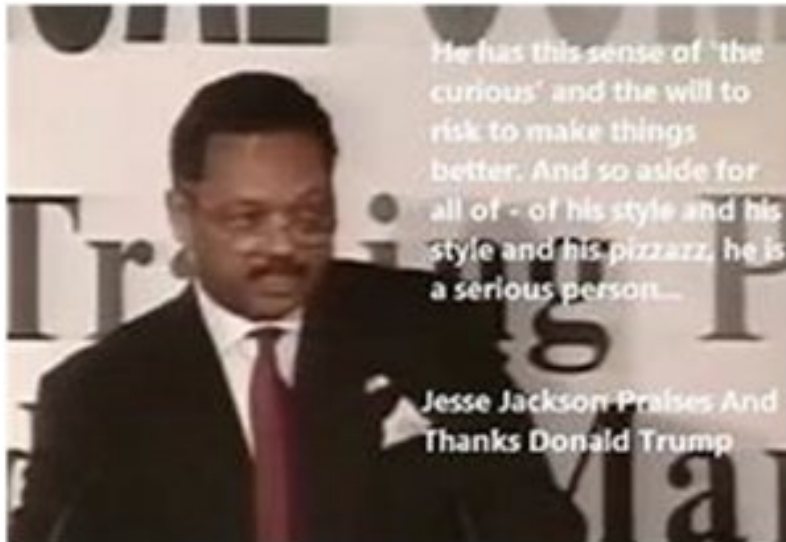 He has this sense of 'the
curious' and the will to
risk to make things
better. And so aside for
all of - of his style and his
style and his pizzazz, he is
a serious person...
Jesse Jackson Praises And
Thanks Donald Trump